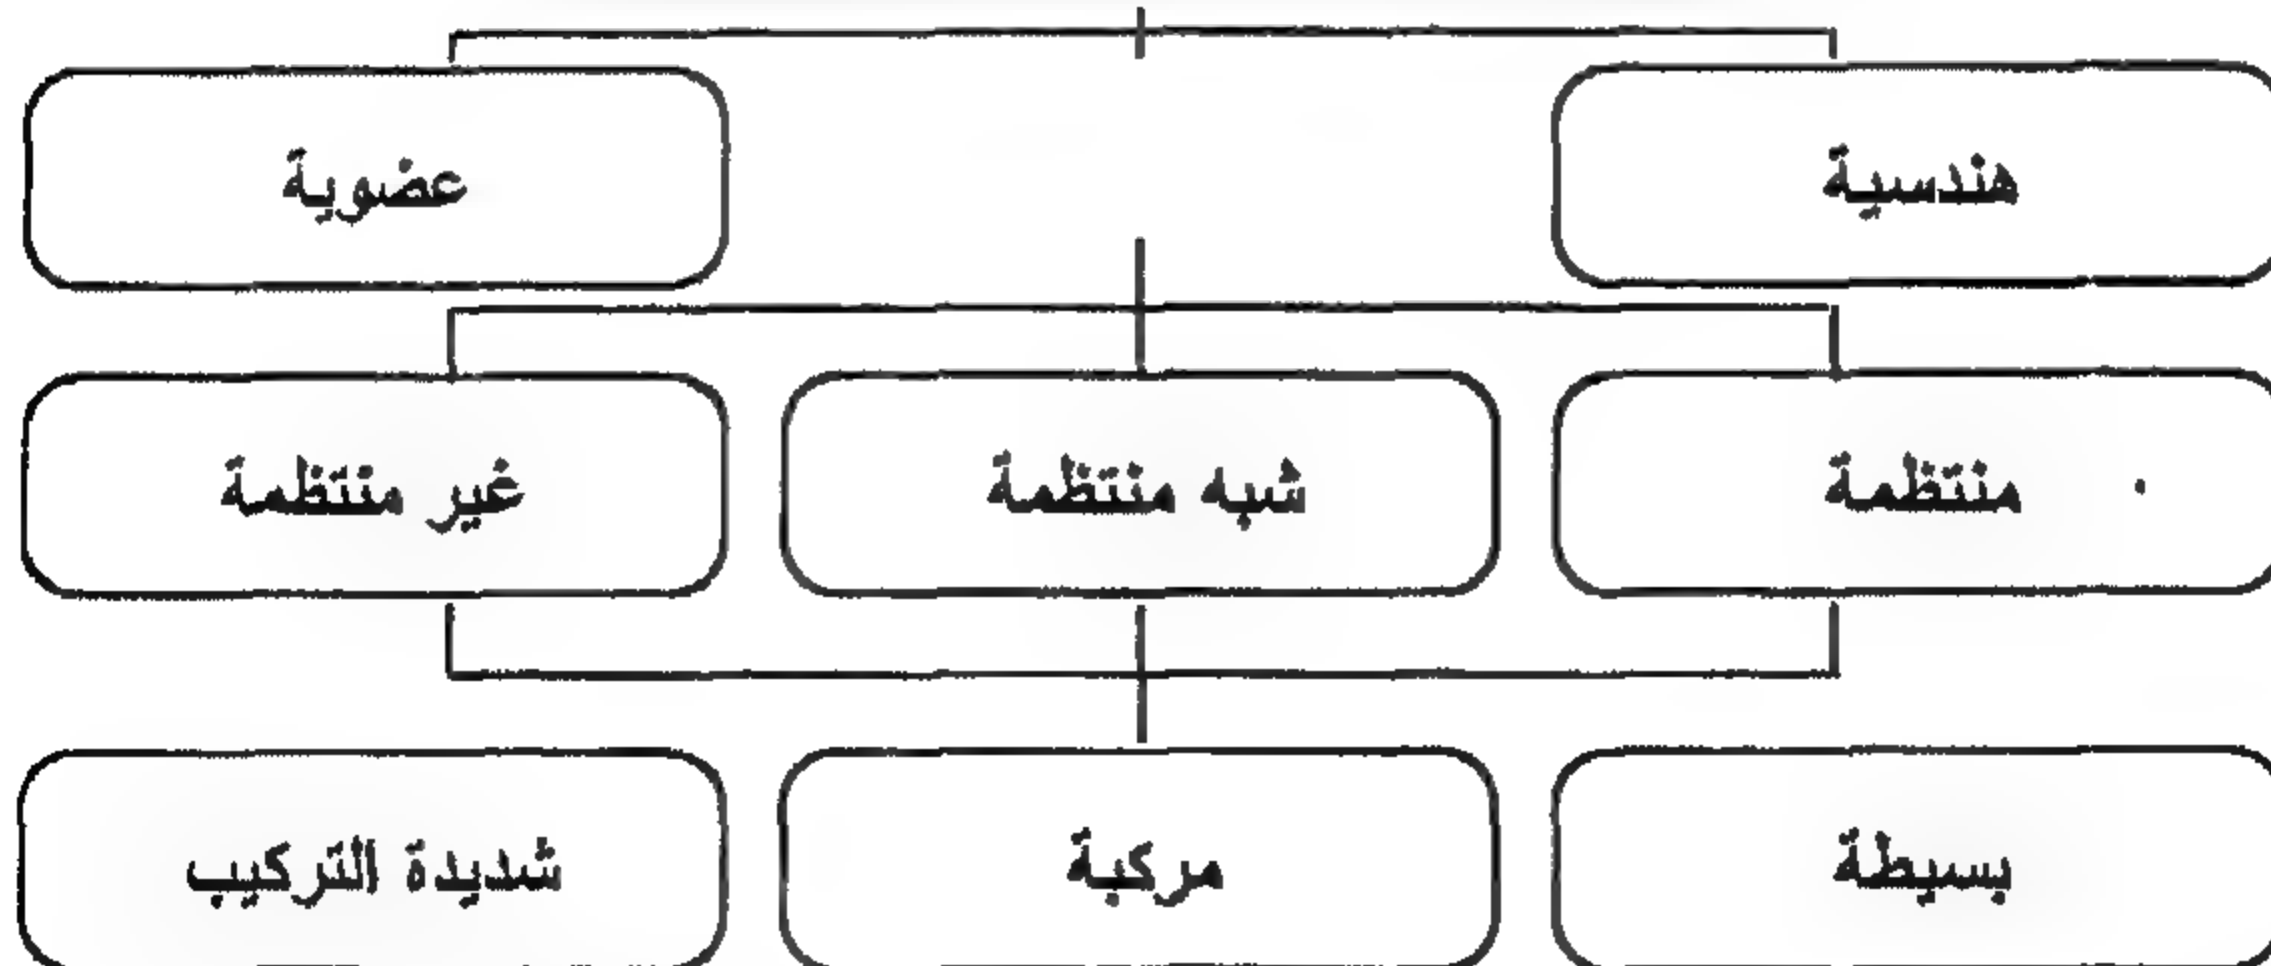 هندسية
عضوية
منتظمة
شبه منتظمة
غير منتظمة
بسيطة
مركبة
شديدة التركيب